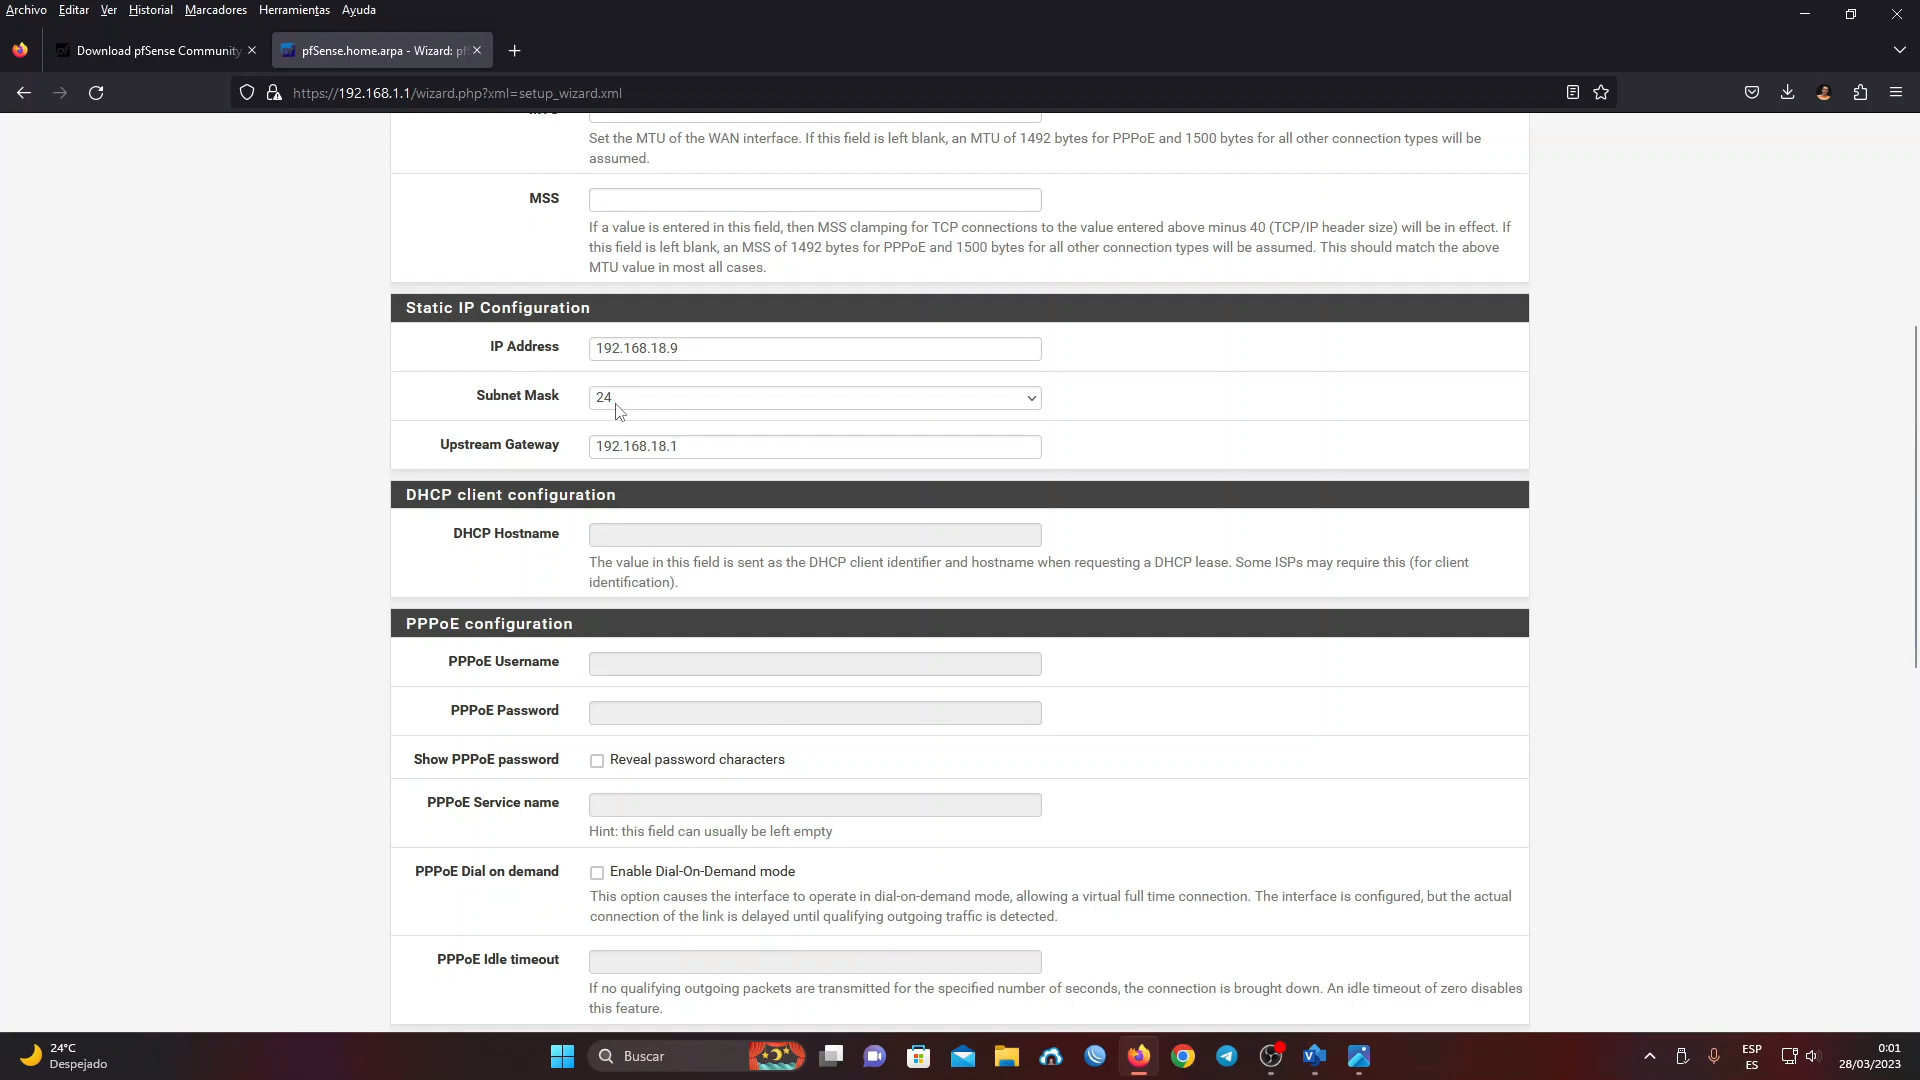 Archivo Editar Ver Historial Marcadores Herramientas Ayuda
Download pfSense Community
pfSense.home.arpa - Wizard: pf
https://192.168.1.1/wizard.php?xml=setup_wizard.xml
Set the MTU of the WAN interface. If this field is left blank, an MTU of 1492 bytes for PPPoE and 1500 bytes for all other connection types will be
assumed.
MSS
If a value is entered in this field, then MSS clamping for TCP connections to the value entered above minus 40 (TCP/IP header size) will be in effect. If
this field is left blank, an MSS of 1492 bytes for PPPoE and 1500 bytes for all other connection types will be assumed. This should match the above
MTU value in most all cases.
Static IP Configuration
IP Address 192.168.18.9
Subnet Mask 24
Upstream Gateway 192.168.18.1
DHCP client configuration
DHCP Hostname
The value in this field is sent as the DHCP client identifier and hostname when requesting a DHCP lease. Some ISPs may require this (for client
identification).
PPPoE configuration
PPPoE Username
PPPoE Password
Show PPPoE password Reveal password characters
PPPoE Service name
Hint: this field can usually be left empty
PPPoE Dial on demand Enable Dial-On-Demand mode
This option causes the interface to operate in dial-on-demand mode, allowing a virtual full time connection. The interface is configured, but the actual
connection of the link is delayed until qualifying outgoing traffic is detected.
PPPoE Idle timeout
If no qualifying outgoing packets are transmitted for the specified number of seconds, the connection is brought down. An idle timeout of zero disables
this feature.
24°C
Despejado
Buscar
ESP
ES
0:01
28/03/2023